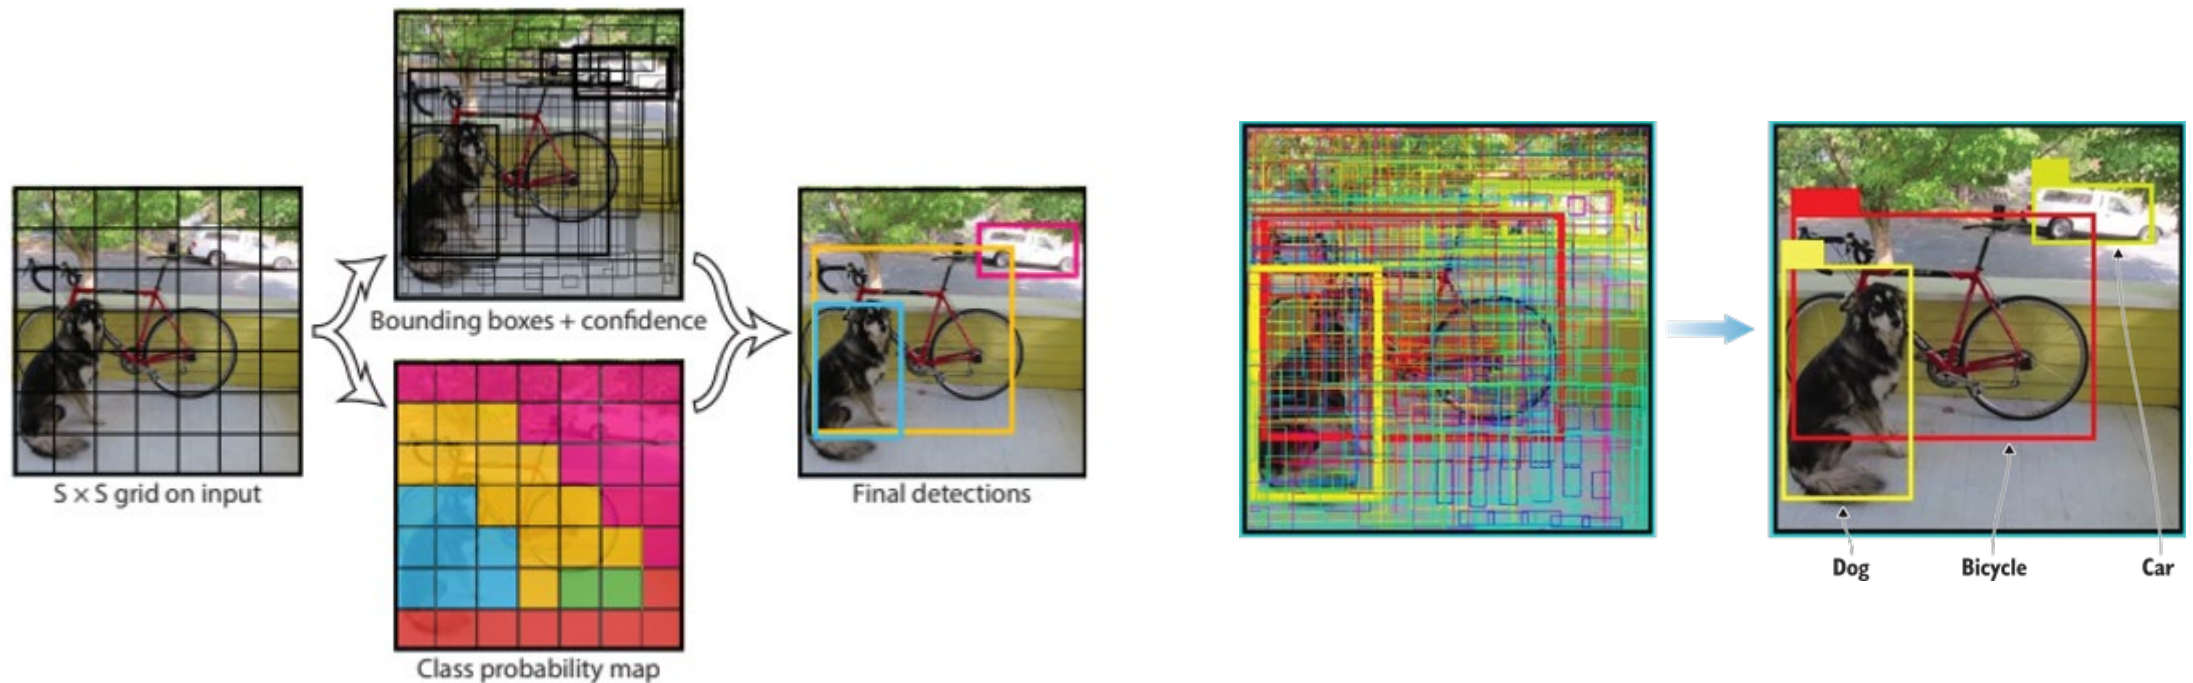 Bounding boxes + confidence
S × S grid on input
Final detections
Class probability map
Dog
Bicycle
Car